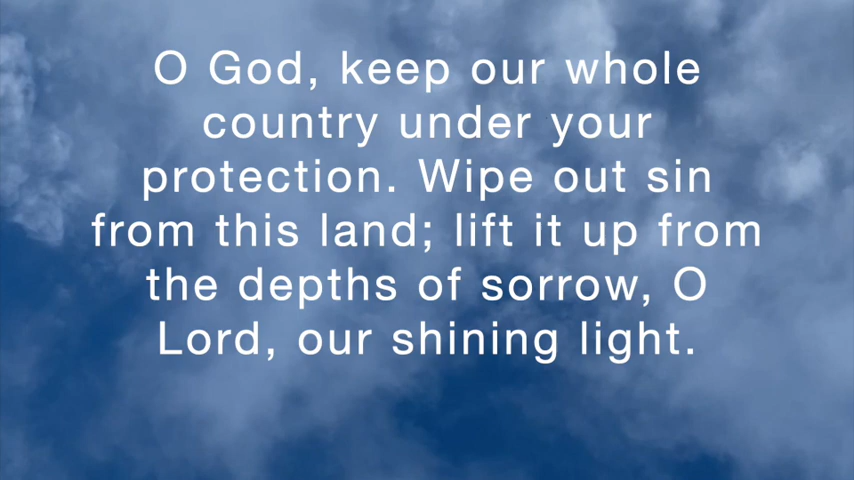 O God, keep our whole
country under your
protection. Wipe out sin
from this land; lift it up from
the depths of sorrow, O
Lord, our shining light.